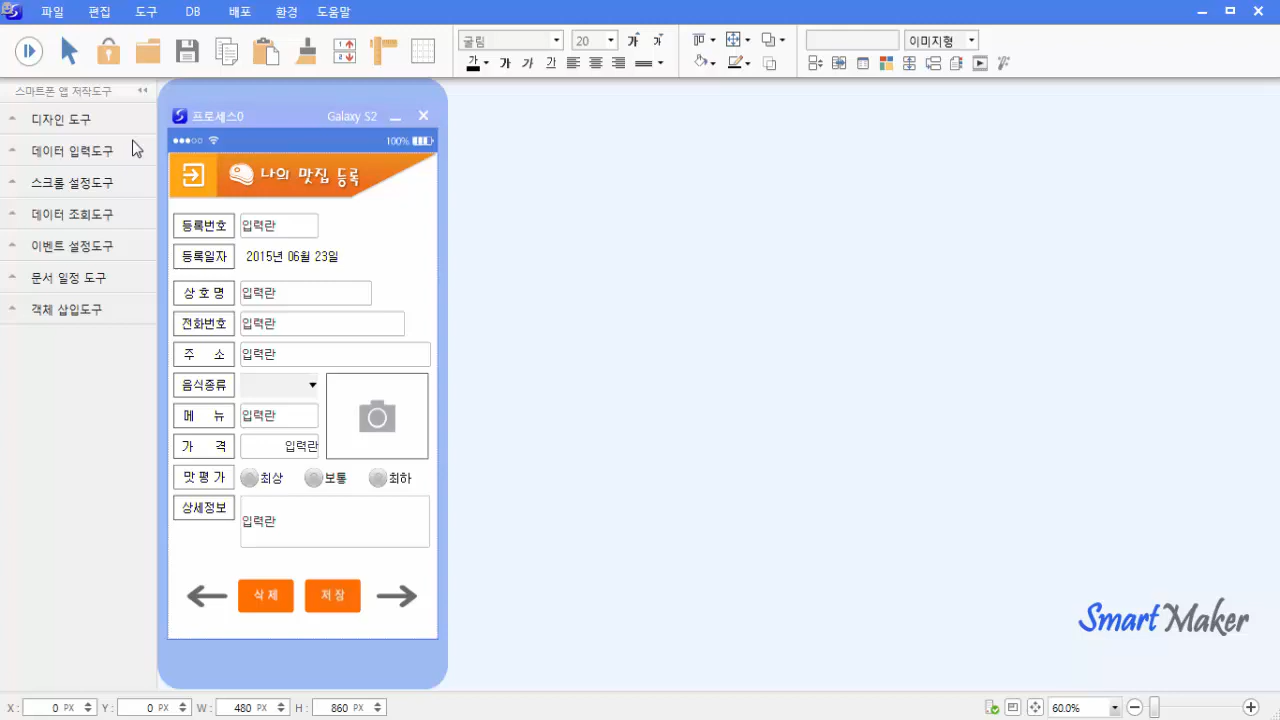 파일 편집 도구 DB 배포 환경 도움말
굴림 20 가 가 이미지형
가 가 가 가
스마트폰 앱 저작도구
디자인 도구
데이터 입력도구
스크롤 설정도구
데이터 조회도구
이벤트 설정도구
문서 일정 도구
객체 삽입도구
프로세스0 Galaxy S2
100%
나의 맛집 등록
등록번호 입력란
등록일자 2015년 06월 23일
상 호 명 입력란
전화번호 입력란
주 소 입력란
음식종류
메 뉴 입력란
가 격 입력란
맛 평 가 최상 보통 최하
상세정보 입력란
삭 제 저 장
Smart Maker
X : 0 PX Y : 0 PX W : 480 PX H : 860 PX 60.0%